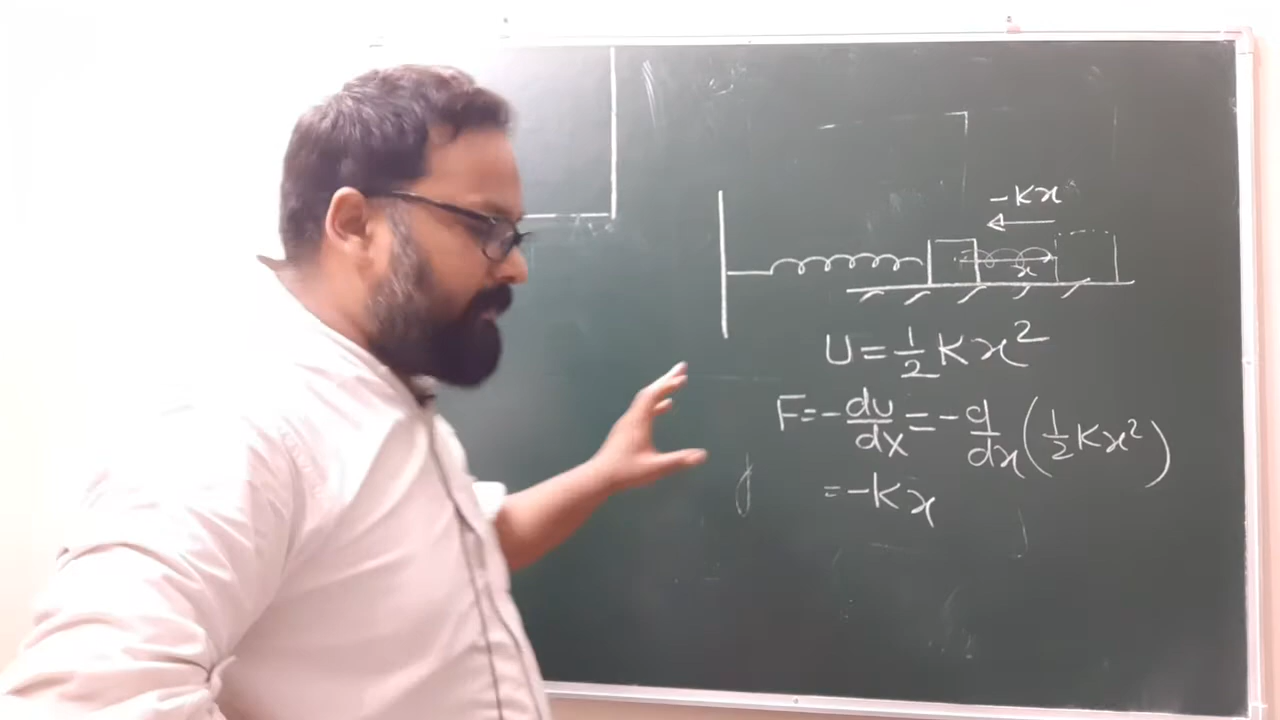 -Kx
x
U = 1/2 Kx²
F = -du/dx = -d/dx (1/2 Kx²)
= -Kx